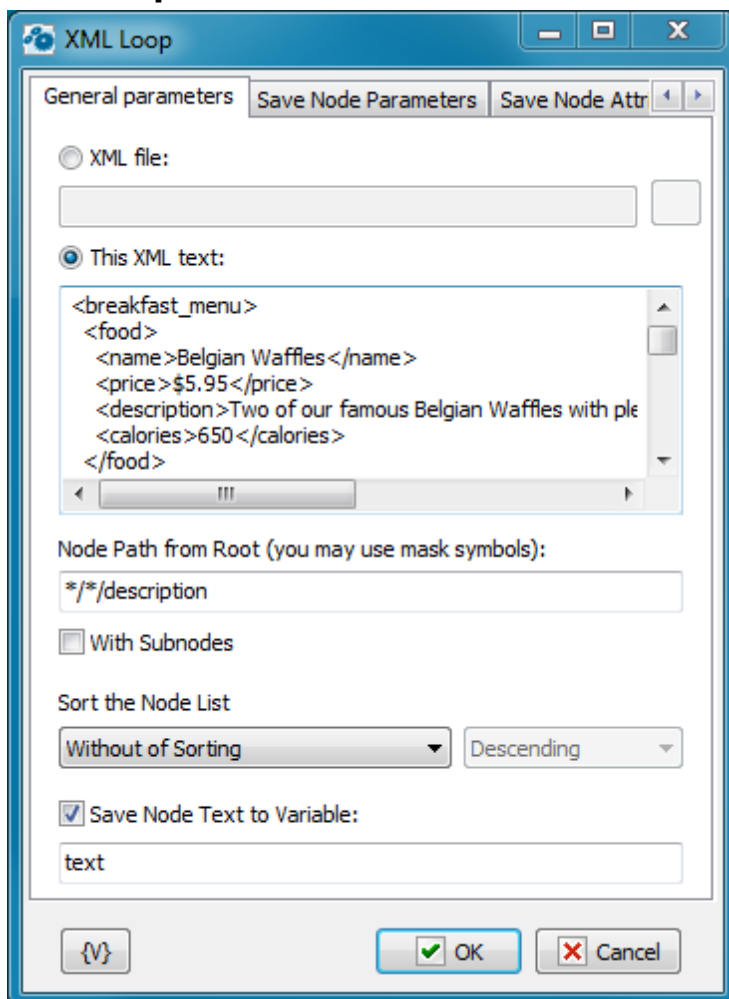 XML Loop
General parameters Save Node Parameters Save Node Attr
XML file:
This XML text:
<breakfast_menu>
<food>
<name>Belgian Waffles</name>
<price>$5.95</price>
<description>Two of our famous Belgian Waffles with ple
<calories>650</calories>
</food>
Node Path from Root (you may use mask symbols):
*/*/description
With Subnodes
Sort the Node List
Without of Sorting Descending
Save Node Text to Variable:
text
{V} OK Cancel